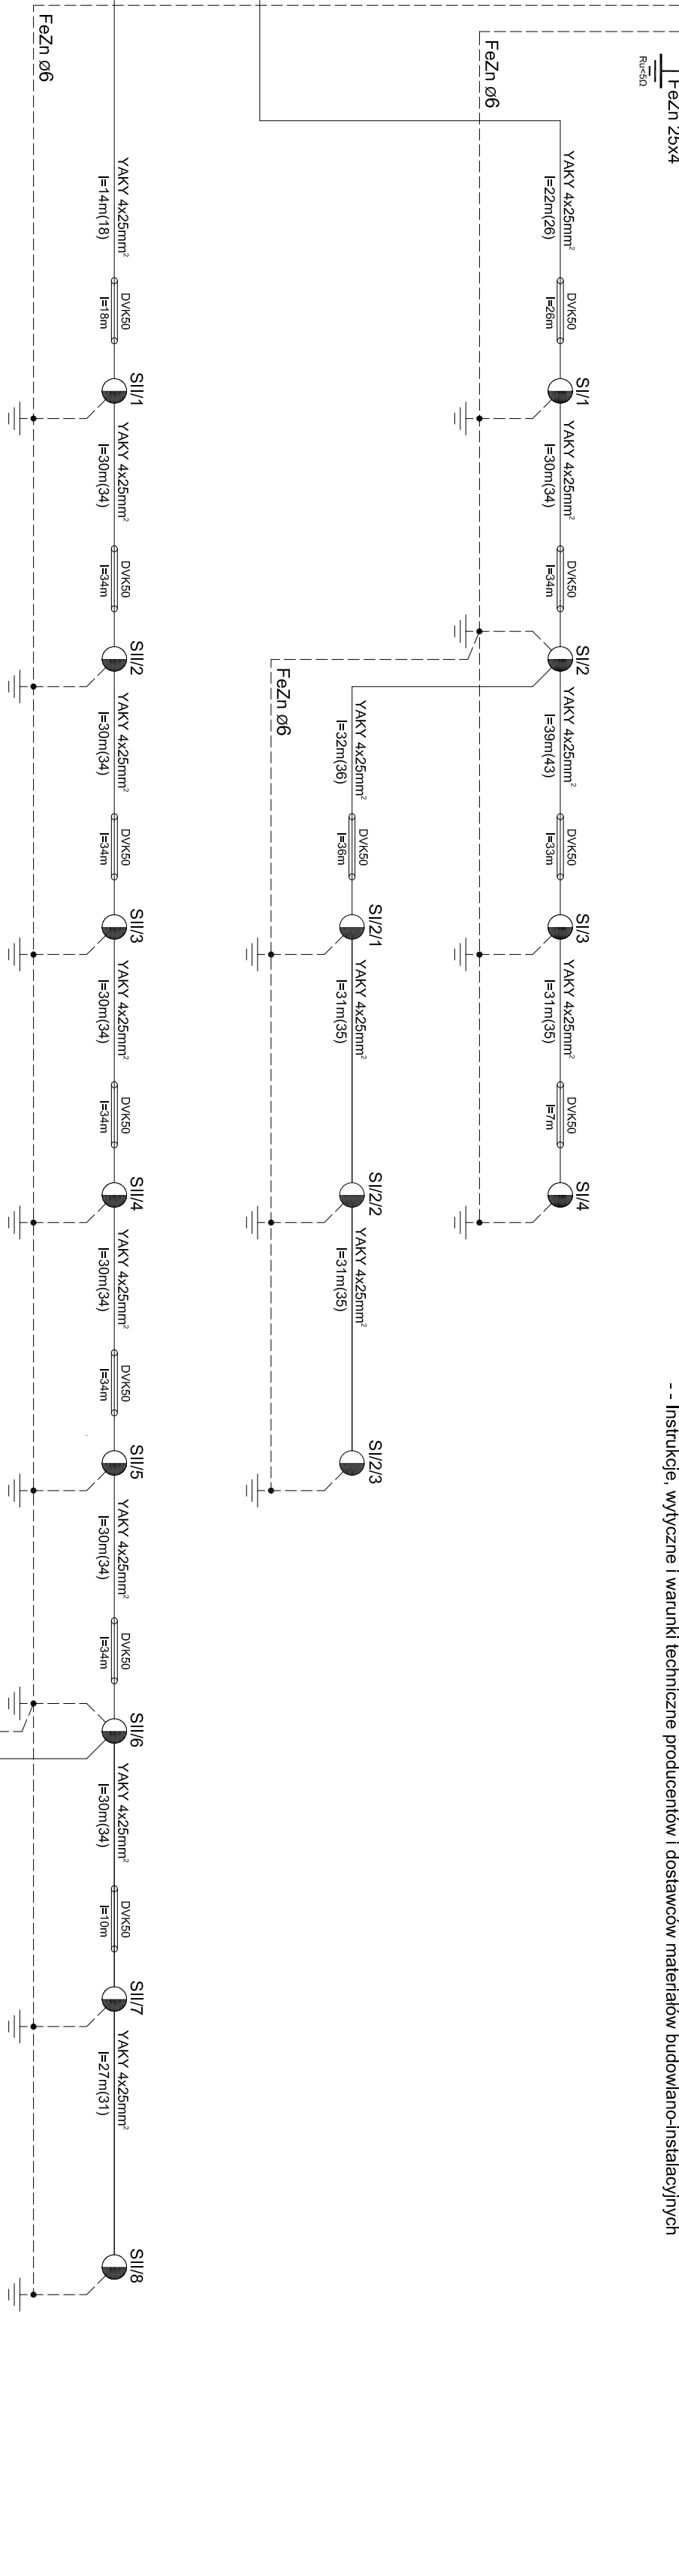 - - Instrukcje, wytyczne i warunki techniczne producentów i dostawców materiałów budowlano-instalacyjnych
FeZn 25x4
Ru<5Ω
YAKY 4x25mm²
l=22m(26)
DVK50
l=26m
SI/1
YAKY 4x25mm²
l=30m(34)
DVK50
l=34m
SI/2
YAKY 4x25mm²
l=39m(43)
DVK50
l=33m
SI/3
YAKY 4x25mm²
l=31m(35)
DVK50
l=7m
SI/4
FeZn ø6
YAKY 4x25mm²
l=32m(36)
DVK50
l=36m
SI/2/1
YAKY 4x25mm²
l=31m(35)
SI/2/2
YAKY 4x25mm²
l=31m(35)
SI/2/3
FeZn ø6
YAKY 4x25mm²
l=14m(18)
DVK50
l=18m
SII/1
YAKY 4x25mm²
l=30m(34)
DVK50
l=34m
SII/2
YAKY 4x25mm²
l=30m(34)
DVK50
l=34m
SII/3
YAKY 4x25mm²
l=30m(34)
DVK50
l=34m
SII/4
YAKY 4x25mm²
l=30m(34)
DVK50
l=34m
SII/5
YAKY 4x25mm²
l=30m(34)
DVK50
l=34m
SII/6
YAKY 4x25mm²
l=30m(34)
DVK50
l=10m
SII/7
YAKY 4x25mm²
l=27m(31)
SII/8
FeZn ø6